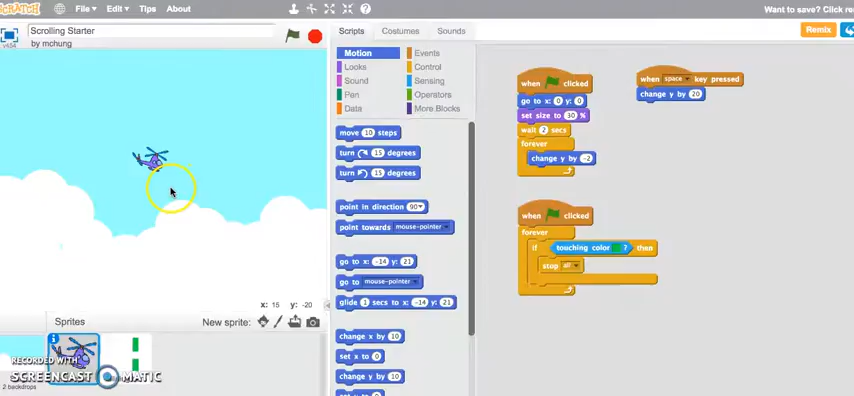 SCRATCH File Edit Tips About Want to save? Click re
v454 Scrolling Starter
by mchung
Scripts Costumes Sounds
Remix
Motion Events
Looks Control
Sound Sensing
Pen Operators
Data More Blocks
move 10 steps
turn 15 degrees
turn 15 degrees
point in direction 90
point towards mouse-pointer
go to x: -14 y: 21
go to mouse-pointer
glide 1 secs to x: -14 y: 21
change x by 10
set x to 0
change y by 10
when clicked
go to x: 0 y: 0
set size to 30 %
wait 2 secs
forever
change y by -2
when space key pressed
change y by 20
when clicked
forever
if touching color ? then
stop all
x: 15 y: -20
Sprites New sprite:
2 backdrops
RECORDED WITH
SCREENCAST MATIC